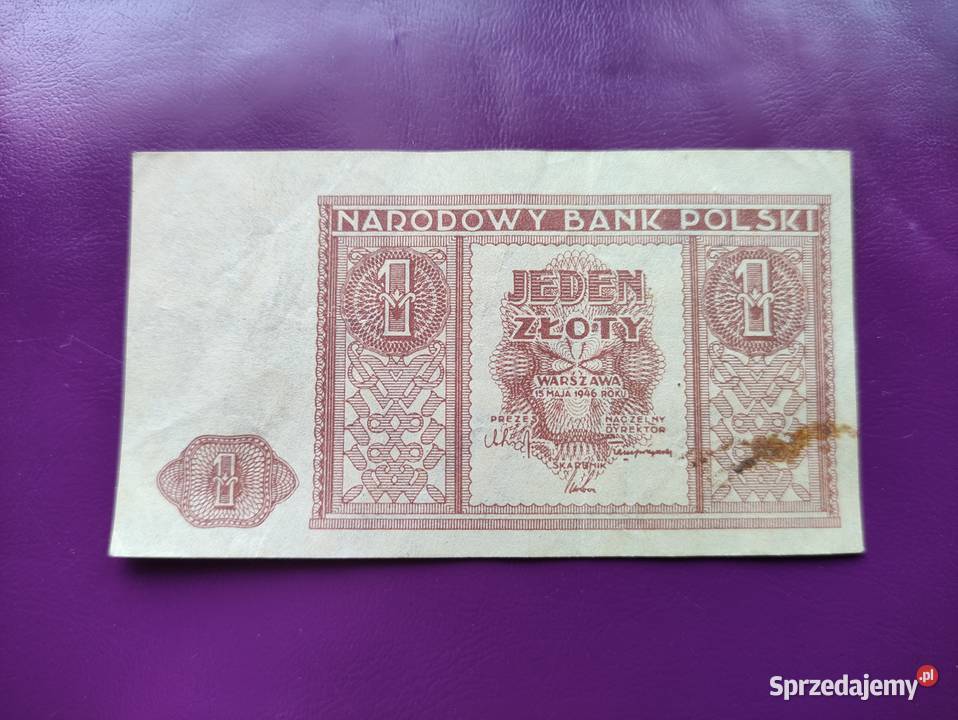 NARODOWY BANK POLSKI
1 1
JEDEN
ZŁOTY
WARSZAWA
15 MAJA 1946 ROKU
PREZES NACZELNY
DYREKTOR
SKARBNIK
1
Sprzedajemy.pl